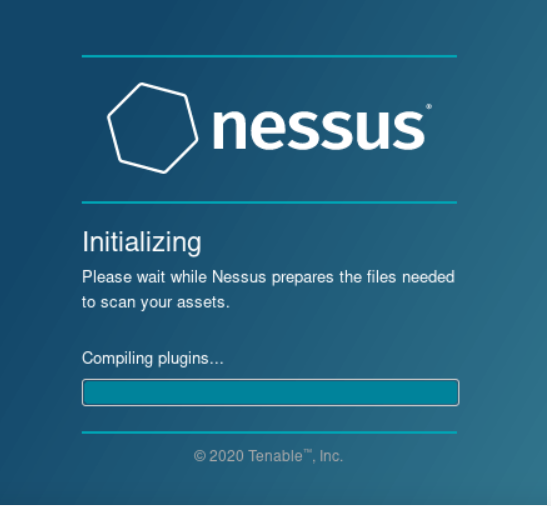 nessus®
Initializing
Please wait while Nessus prepares the files needed
to scan your assets.
Compiling plugins...
© 2020 Tenable™, Inc.